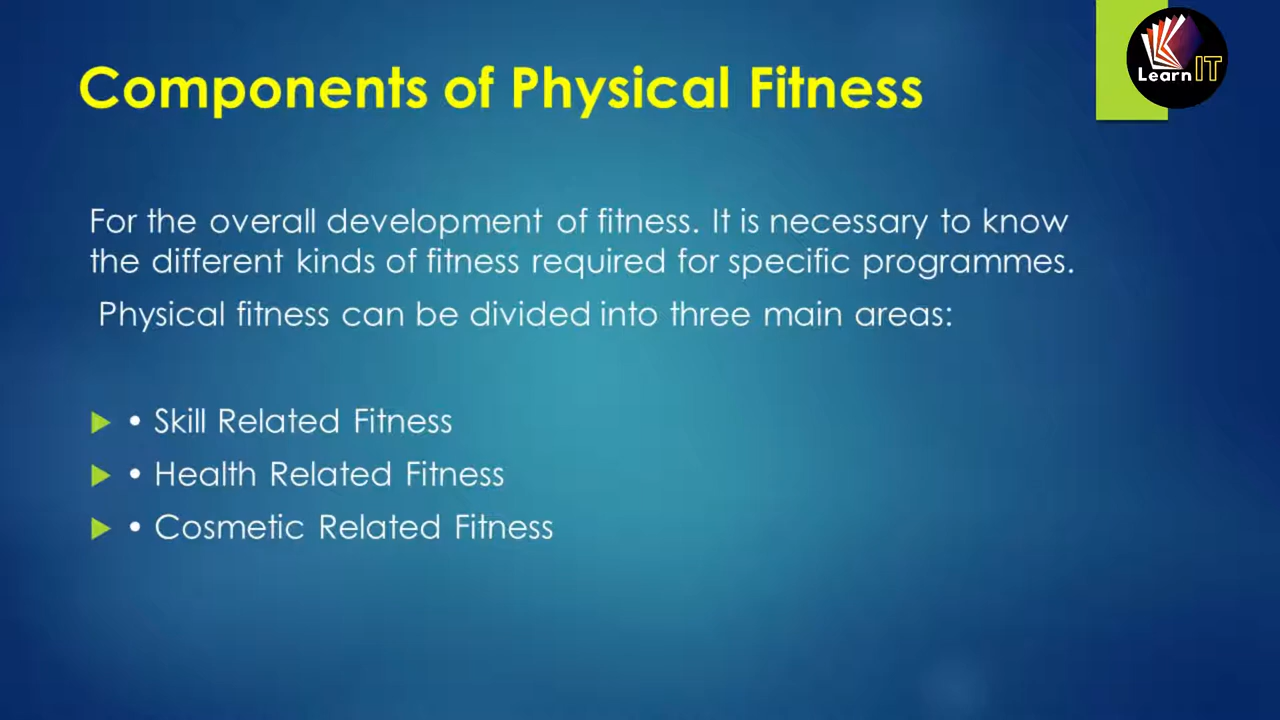 Learn IT
Components of Physical Fitness
For the overall development of fitness. It is necessary to know
the different kinds of fitness required for specific programmes.
Physical fitness can be divided into three main areas:
• Skill Related Fitness
• Health Related Fitness
• Cosmetic Related Fitness